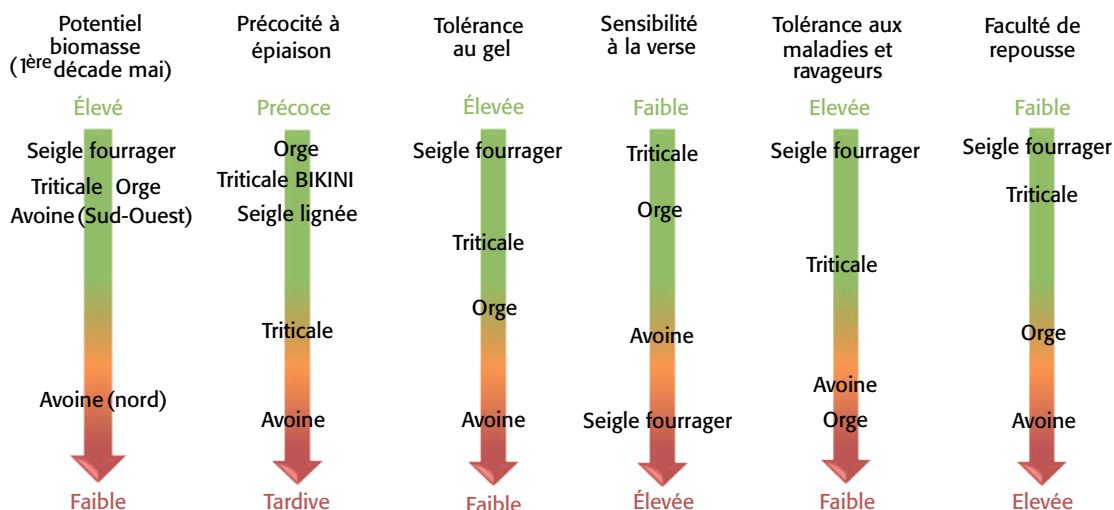 Potentiel
biomasse
(1ère décade mai)
Élevé
Seigle fourrager
Triticale Orge
Avoine (Sud-Ouest)
Avoine (nord)
Faible
Précocité à
épiaison
Précoce
Orge
Triticale BIKINI
Seigle lignée
Triticale
Avoine
Tardive
Tolérance
au gel
Élevée
Seigle fourrager
Triticale
Orge
Avoine
Faible
Sensibilité
à la verse
Faible
Triticale
Orge
Avoine
Seigle fourrager
Élevée
Tolérance aux
maladies et
ravageurs
Elevée
Seigle fourrager
Triticale
Avoine
Orge
Faible
Faculté de
repousse
Faible
Seigle fourrager
Triticale
Orge
Avoine
Elevée